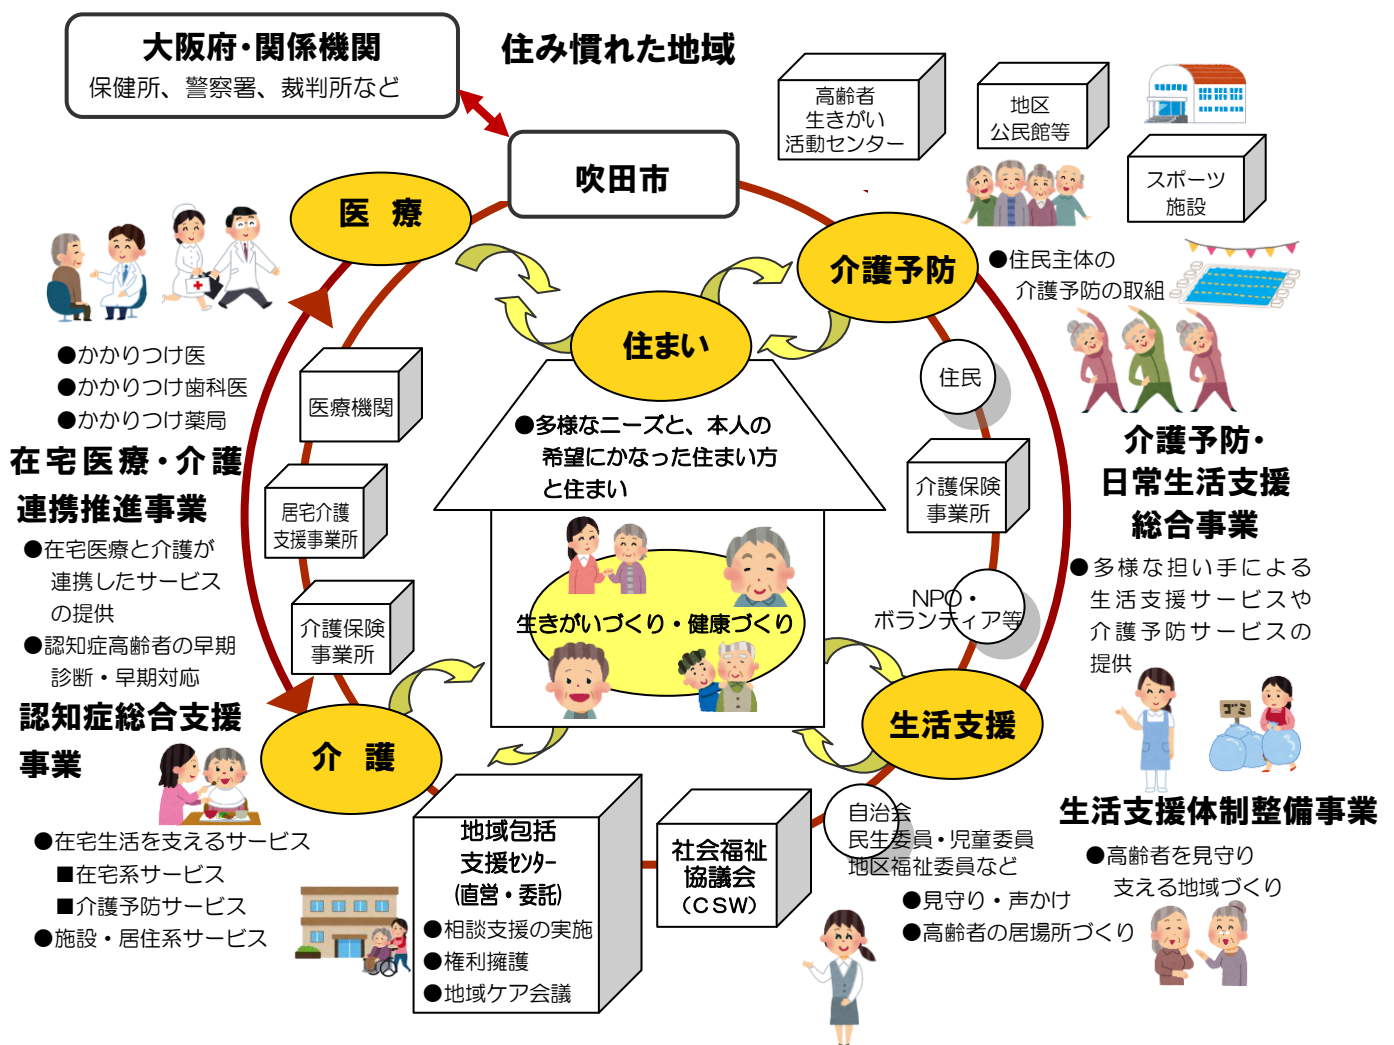 大阪府・関係機関
保健所、警察署、裁判所など
住み慣れた地域
吹田市
高齢者
生きがい
活動センター
地区
公民館等
スポーツ
施設
医 療
介護予防
住まい
●住民主体の
介護予防の取組
●かかりつけ医
●かかりつけ歯科医
●かかりつけ薬局
在宅医療・介護
連携推進事業
●在宅医療と介護が
連携したサービス
の提供
●認知症高齢者の早期
診断・早期対応
認知症総合支援
事業
医療機関
居宅介護
支援事業所
介護保険
事業所
●多様なニーズと、本人の
希望にかなった住まい方
と住まい
生きがいづくり・健康づくり
住民
介護保険
事業所
NPO・
ボランティア等
介護予防・
日常生活支援
総合事業
●多様な担い手による
生活支援サービスや
介護予防サービスの
提供
ゴミ
介 護
生活支援
生活支援体制整備事業
●高齢者を見守り
支える地域づくり
●在宅生活を支えるサービス
■在宅系サービス
■介護予防サービス
●施設・居住系サービス
地域包括
支援センター
(直営・委託)
●相談支援の実施
●権利擁護
●地域ケア会議
社会福祉
協議会
（CSW）
自治会
民生委員・児童委員
地区福祉委員など
●見守り・声かけ
●高齢者の居場所づくり